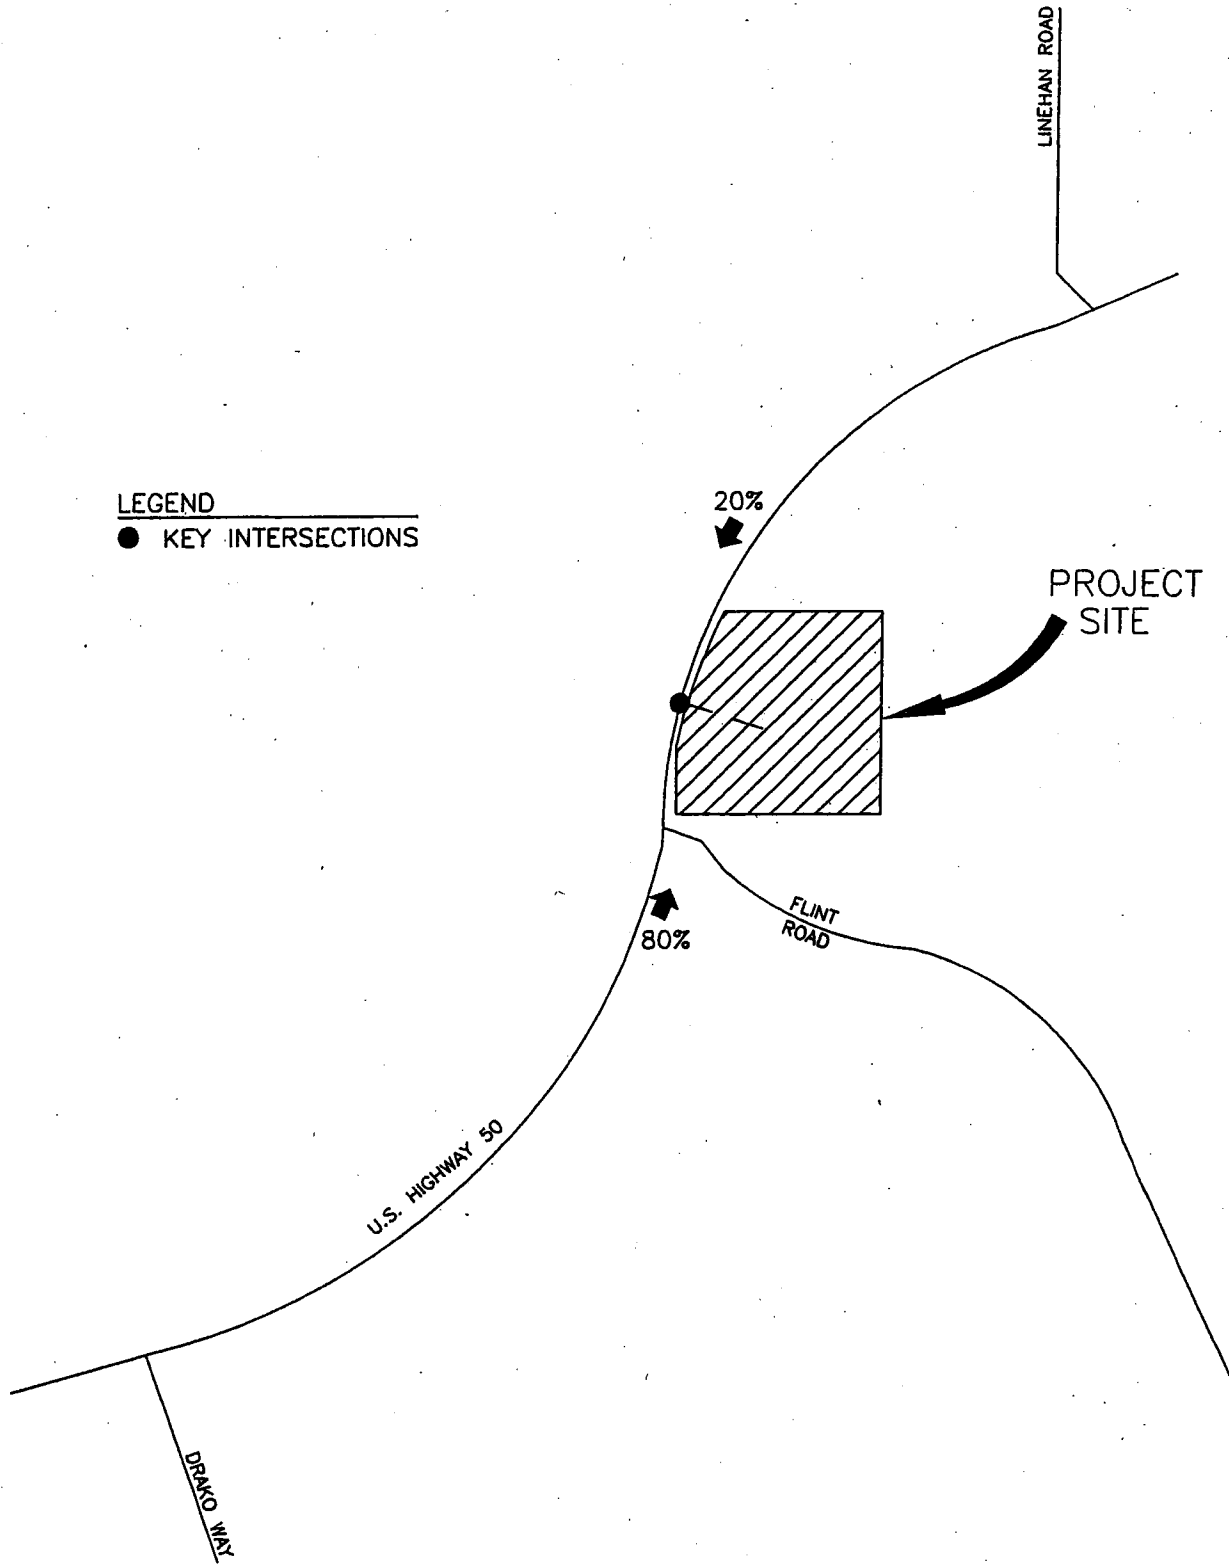 LINEHAN ROAD
LEGEND
KEY INTERSECTIONS
20%
PROJECT
SITE
FLINT
ROAD
80%
U.S. HIGHWAY 50
DRAKO WAY